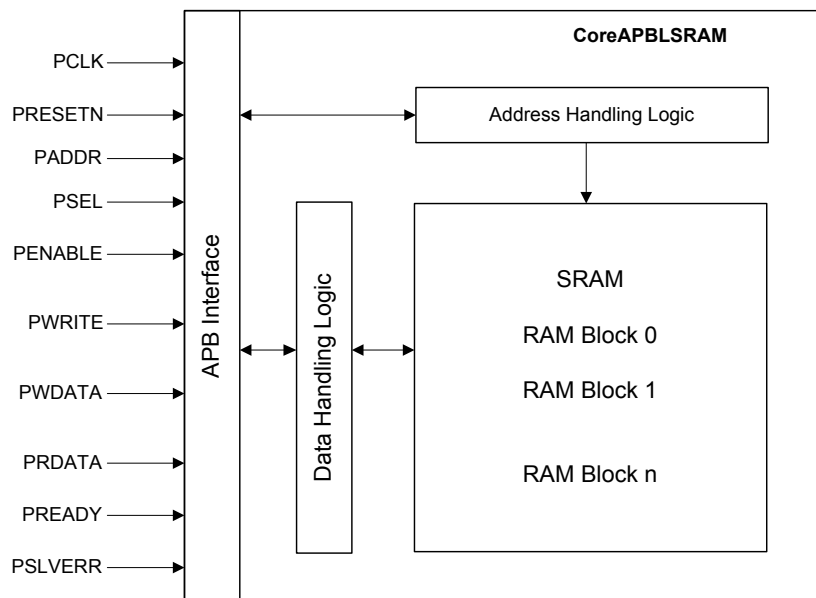 CoreAPBLSRAM
PCLK
PRESETN
PADDR
PSEL
PENABLE
PWRITE
PWDATA
PRDATA
PREADY
PSLVERR
APB Interface
Address Handling Logic
Data Handling Logic
SRAM
RAM Block 0
RAM Block 1
RAM Block n